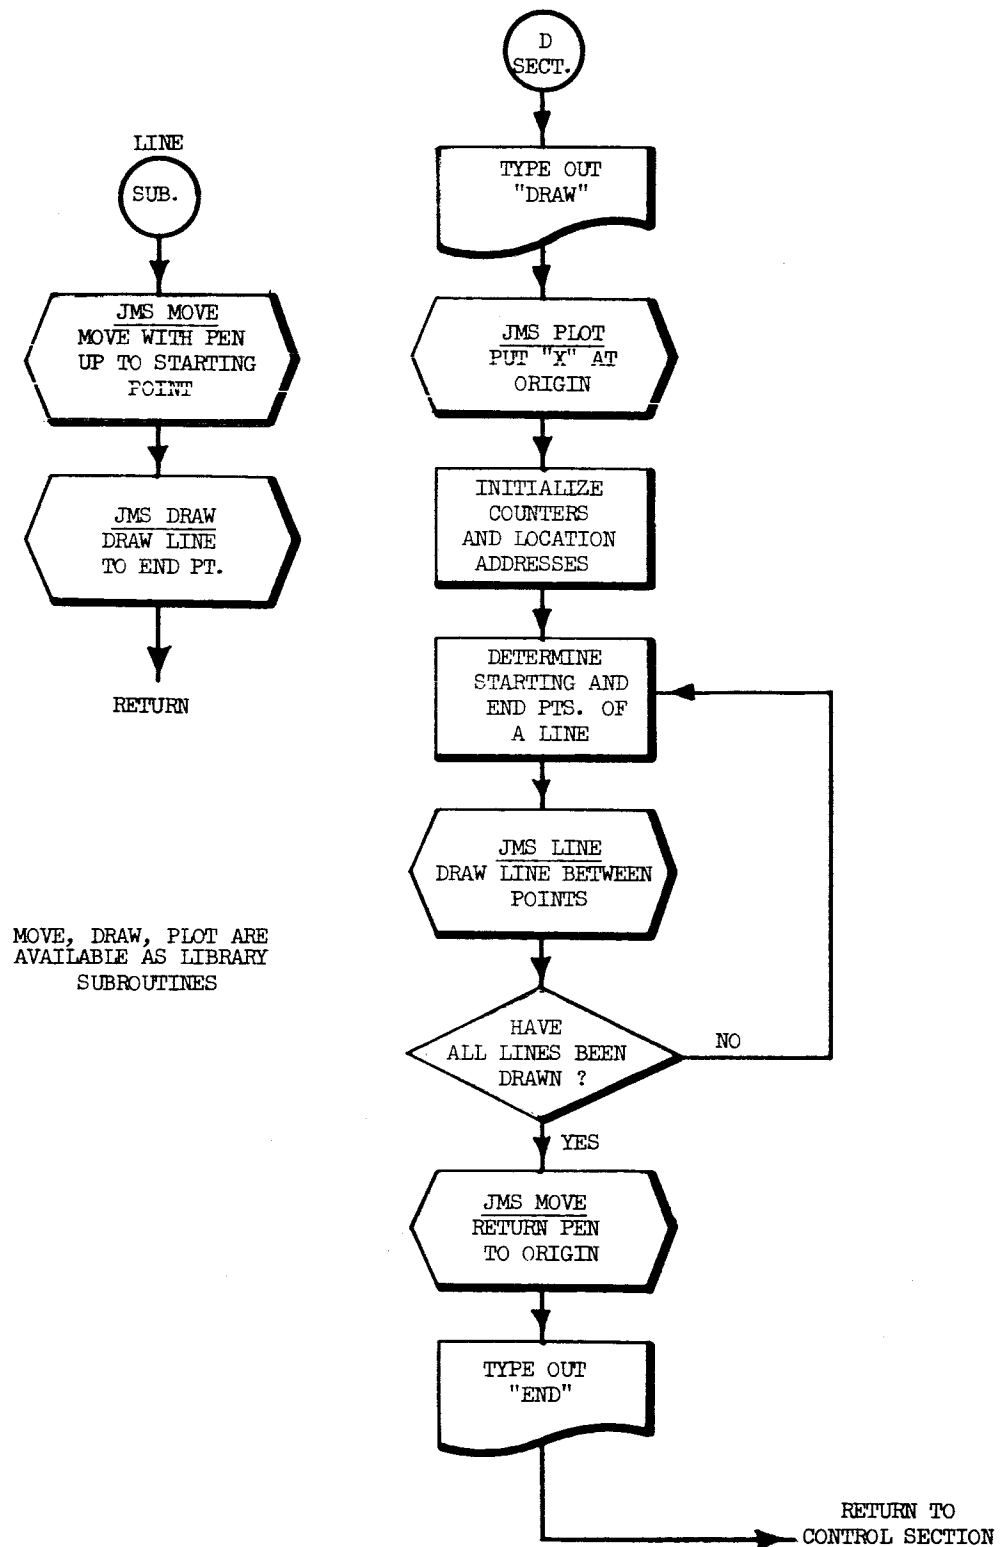 LINE
SUB.
JMS MOVE
MOVE WITH PEN
UP TO STARTING
POINT
JMS DRAW
DRAW LINE
TO END PT.
RETURN
MOVE, DRAW, PLOT ARE
AVAILABLE AS LIBRARY
SUBROUTINES
D
SECT.
TYPE OUT
"DRAW"
JMS PLOT
PUT "X" AT
ORIGIN
INITIALIZE
COUNTERS
AND LOCATION
ADDRESSES
DETERMINE
STARTING AND
END PTS. OF
A LINE
JMS LINE
DRAW LINE BETWEEN
POINTS
HAVE
ALL LINES BEEN
DRAWN ?
NO
YES
JMS MOVE
RETURN PEN
TO ORIGIN
TYPE OUT
"END"
RETURN TO
CONTROL SECTION